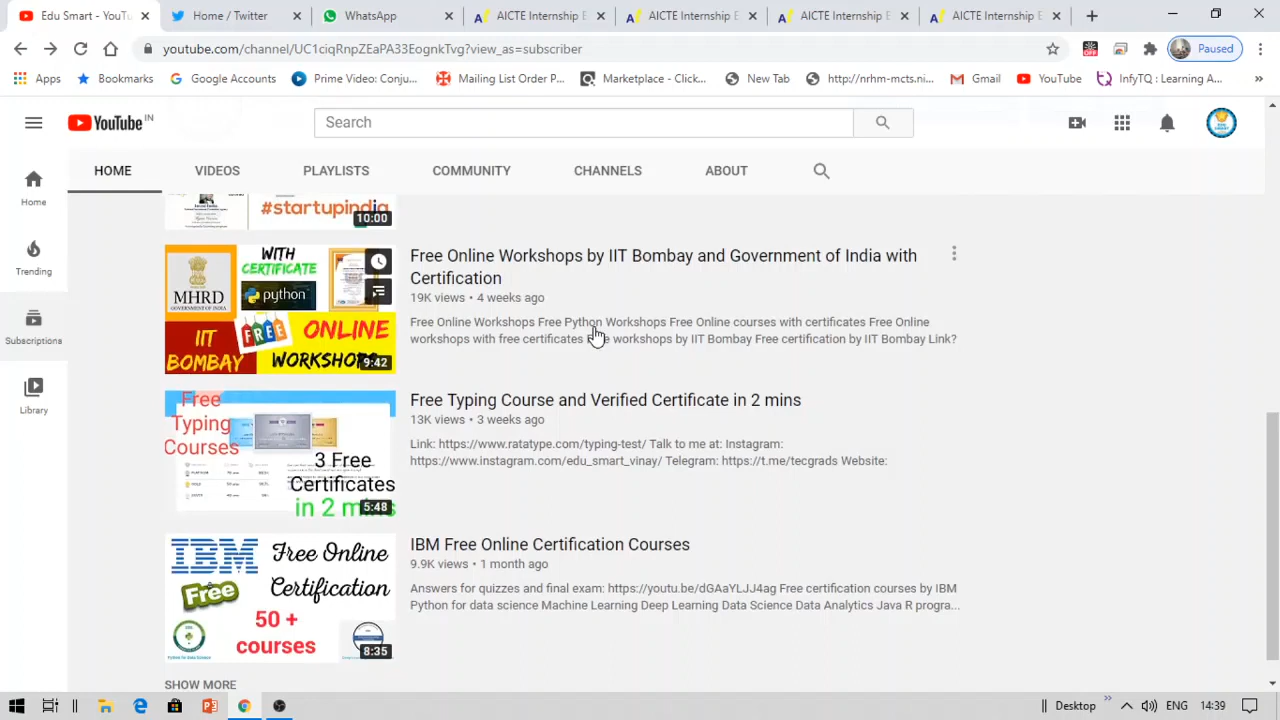 Edu Smart - YouTube
Home / Twitter
WhatsApp
AICTE Internship E
AICTE Internship E
AICTE Internship E
AICTE Internship E
youtube.com/channel/UC1ciqRnpZEaPA33EognkTvg?view_as=subscriber
OFF
Paused
Apps
Bookmarks
Google Accounts
Prime Video: Conju...
Mailing List Order P...
Marketplace - Click...
New Tab
http://nrhm-mcts.ni...
Gmail
YouTube
InfyTQ : Learning A...
YouTube IN
Search
HOME
VIDEOS
PLAYLISTS
COMMUNITY
CHANNELS
ABOUT
Home
Trending
Subscriptions
Library
#startupindia
10:00
MHRD
GOVERNMENT OF INDIA
WITH
CERTIFICATE
python
IIT
BOMBAY
FREE
ONLINE
WORKSHOP
9:42
Free Online Workshops by IIT Bombay and Government of India with
Certification
19K views • 4 weeks ago
Free Online Workshops Free Python Workshops Free Online courses with certificates Free Online
workshops with free certificates Free workshops by IIT Bombay Free certification by IIT Bombay Link?
Free
Typing
Courses
3 Free
Certificates
in 2 mins
5:48
Free Typing Course and Verified Certificate in 2 mins
13K views • 3 weeks ago
Link: https://www.ratatype.com/typing-test/ Talk to me at: Instagram:
https://www.instagram.com/edu_smart_vinay/ Telegram: https://t.me/tecgrads Website:
IBM
Free Online
Certification
Free
50 +
courses
8:35
IBM Free Online Certification Courses
9.9K views • 1 month ago
Answers for quizzes and final exam: https://youtu.be/dGAaYLJJ4ag Free certification courses by IBM
Python for data science Machine Learning Deep Learning Data Science Data Analytics Java R progra...
SHOW MORE
Desktop
ENG
14:39